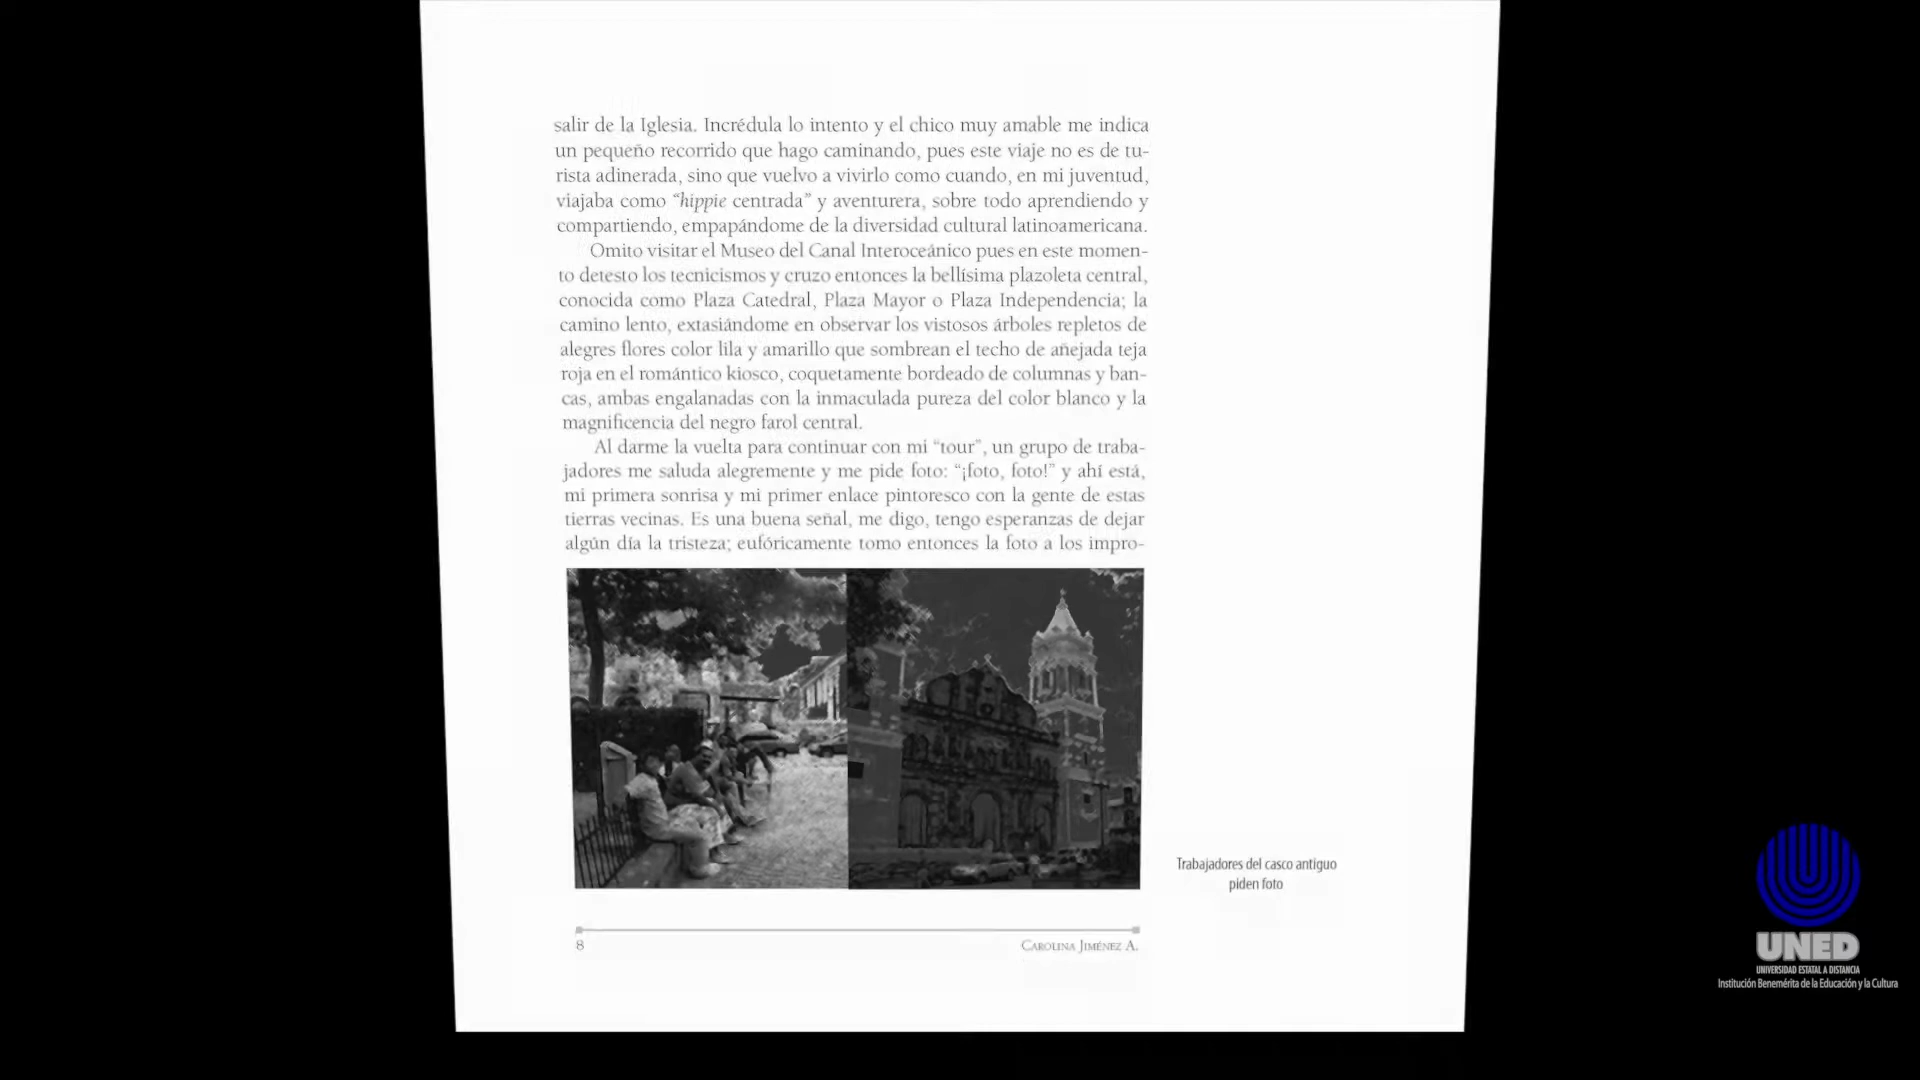 salir de la Iglesia. Incrédula lo intento y el chico muy amable me indica
un pequeño recorrido que hago caminando, pues este viaje no es de tu-
rista adinerada, sino que vuelvo a vivirlo como cuando, en mi juventud,
viajaba como “hippie centrada” y aventurera, sobre todo aprendiendo y
compartiendo, empapándome de la diversidad cultural latinoamericana.
Omito visitar el Museo del Canal Interoceánico pues en este momen-
to detesto los tecnicismos y cruzo entonces la bellísima plazoleta central,
conocida como Plaza Catedral, Plaza Mayor o Plaza Independencia; la
camino lento, extasiándome en observar los vistosos árboles repletos de
alegres flores color lila y amarillo que sombrean el techo de añejada teja
roja en el romántico kiosco, coquetamente bordeado de columnas y ban-
cas, ambas engalanadas con la inmaculada pureza del color blanco y la
magnificencia del negro farol central.
Al darme la vuelta para continuar con mi “tour”, un grupo de traba-
jadores me saluda alegremente y me pide foto: “¡foto, foto!” y ahí está,
mi primera sonrisa y mi primer enlace pintoresco con la gente de estas
tierras vecinas. Es una buena señal, me digo, tengo esperanzas de dejar
algún día la tristeza; eufóricamente tomo entonces la foto a los impro-
Trabajadores del casco antiguo
piden foto
8
Carolina Jiménez A.
UNED
UNIVERSIDAD ESTATAL A DISTANCIA
Institución Benemérita de la Educación y la Cultura